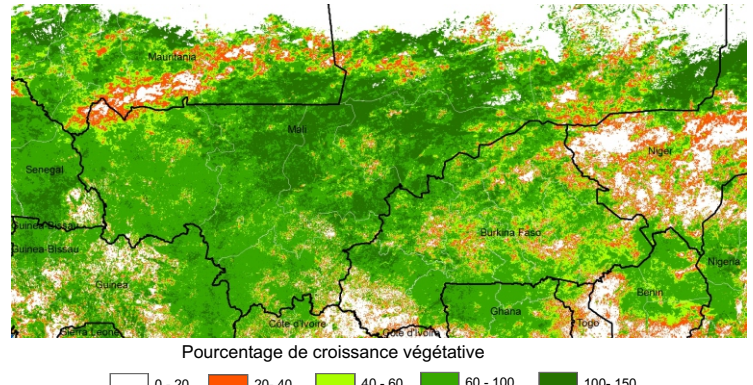 Mauritania
Mali
Niger
Senegal
Guinea-Bissau
Burkina Faso
Guinea-Bissau
Nigeria
Guinea
Benin
Ghana
Togo
Côte d'Ivoire
Sierra Leone
Côte d'Ivoire
Pourcentage de croissance végétative
0 - 20 20 - 40 40 - 60 60 - 100 100- 150